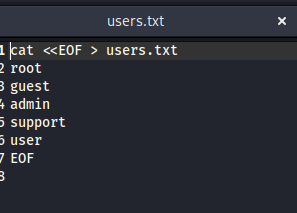 users.txt
1 cat <<EOF > users.txt
2 root
3 guest
4 admin
5 support
6 user
7 EOF
8